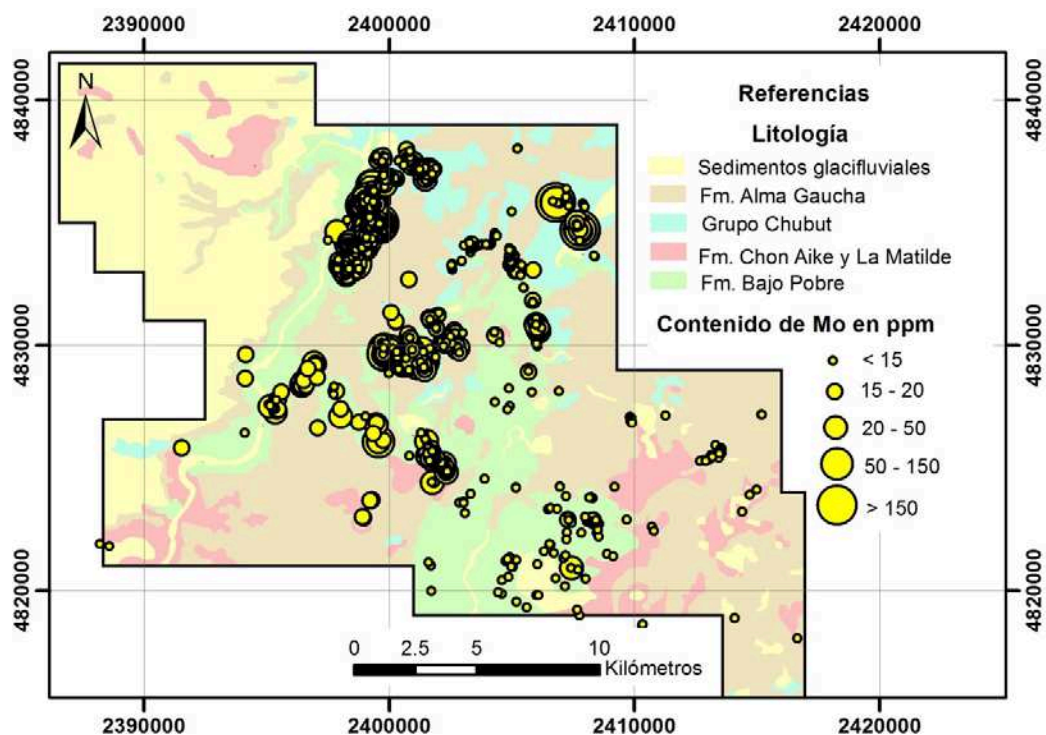 2390000 2400000 2410000 2420000
4840000 4840000
N
Referencias
Litología
Sedimentos glacifluviales
Fm. Alma Gaucha
Grupo Chubut
Fm. Chon Aike y La Matilde
Fm. Bajo Pobre
Contenido de Mo en ppm
< 15
15 - 20
20 - 50
50 - 150
> 150
4830000 4830000
4820000 4820000
0 2.5 5 10
Kilómetros
2390000 2400000 2410000 2420000